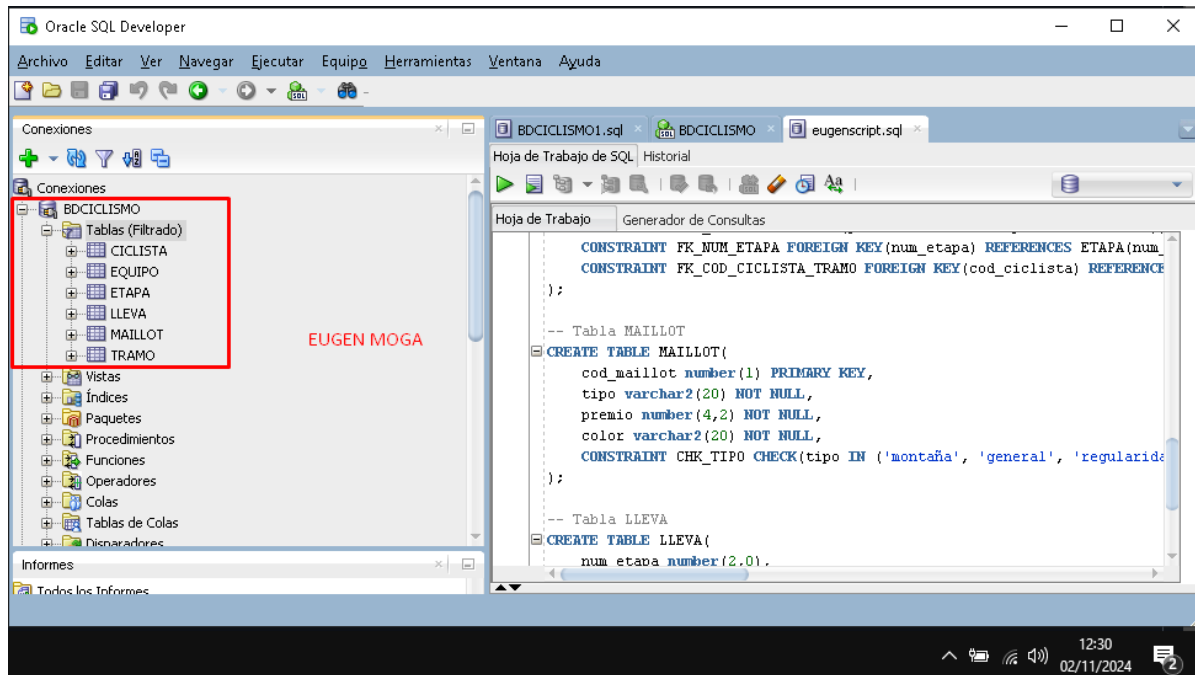 Oracle SQL Developer
Archivo Editar Ver Navegar Ejecutar Equipo Herramientas Ventana Ayuda
Conexiones
Conexiones
BDCICLISMO
Tablas (Filtrado)
CICLISTA
EQUIPO
ETAPA
LLEVA
MAILLOT
TRAMO
Vistas
Índices
Paquetes
Procedimientos
Funciones
Operadores
Colas
Tablas de Colas
Disparadores
EUGEN MOGA
Informes
Todos los Informes
BDCICLISMO1.sql BDCICLISMO eugenscript.sql
Hoja de Trabajo de SQL Historial
Hoja de Trabajo Generador de Consultas
CONSTRAINT FK_NUM_ETAPA FOREIGN KEY(num_etapa) REFERENCES ETAPA(num_
CONSTRAINT FK_COD_CICLISTA_TRAMO FOREIGN KEY(cod_ciclista) REFERENCE
);
-- Tabla MAILLOT
CREATE TABLE MAILLOT(
cod_maillot number(1) PRIMARY KEY,
tipo varchar2(20) NOT NULL,
premio number(4,2) NOT NULL,
color varchar2(20) NOT NULL,
CONSTRAINT CHK_TIPO CHECK(tipo IN ('montaña', 'general', 'regularida
);
-- Tabla LLEVA
CREATE TABLE LLEVA(
num_etapa number(2,0),
12:30
02/11/2024
2